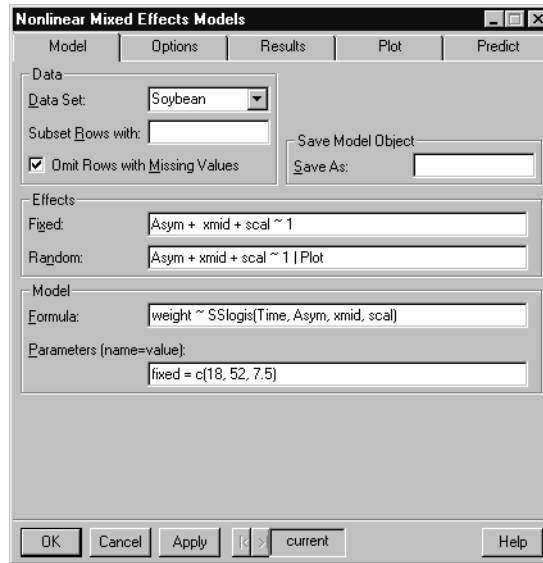 Nonlinear Mixed Effects Models
Model Options Results Plot Predict
Data
Data Set: Soybean
Subset Rows with:
Omit Rows with Missing Values
Save Model Object
Save As:
Effects
Fixed: Asym + xmid + scal ~ 1
Random: Asym + xmid + scal ~ 1 | Plot
Model
Formula: weight ~ SSlogis(Time, Asym, xmid, scal)
Parameters (name=value):
fixed = c(18, 52, 7.5)
OK Cancel Apply current Help